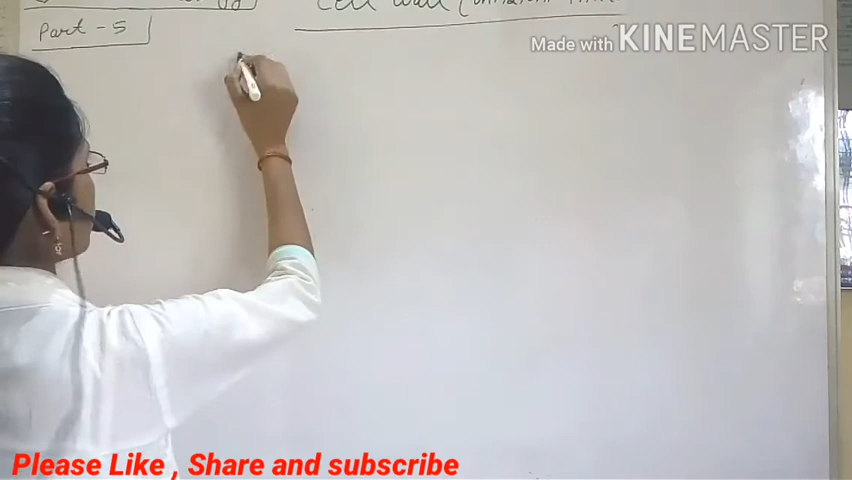 Cell wall
Part - 5
Made with KINEMASTER
Please Like , Share and subscribe